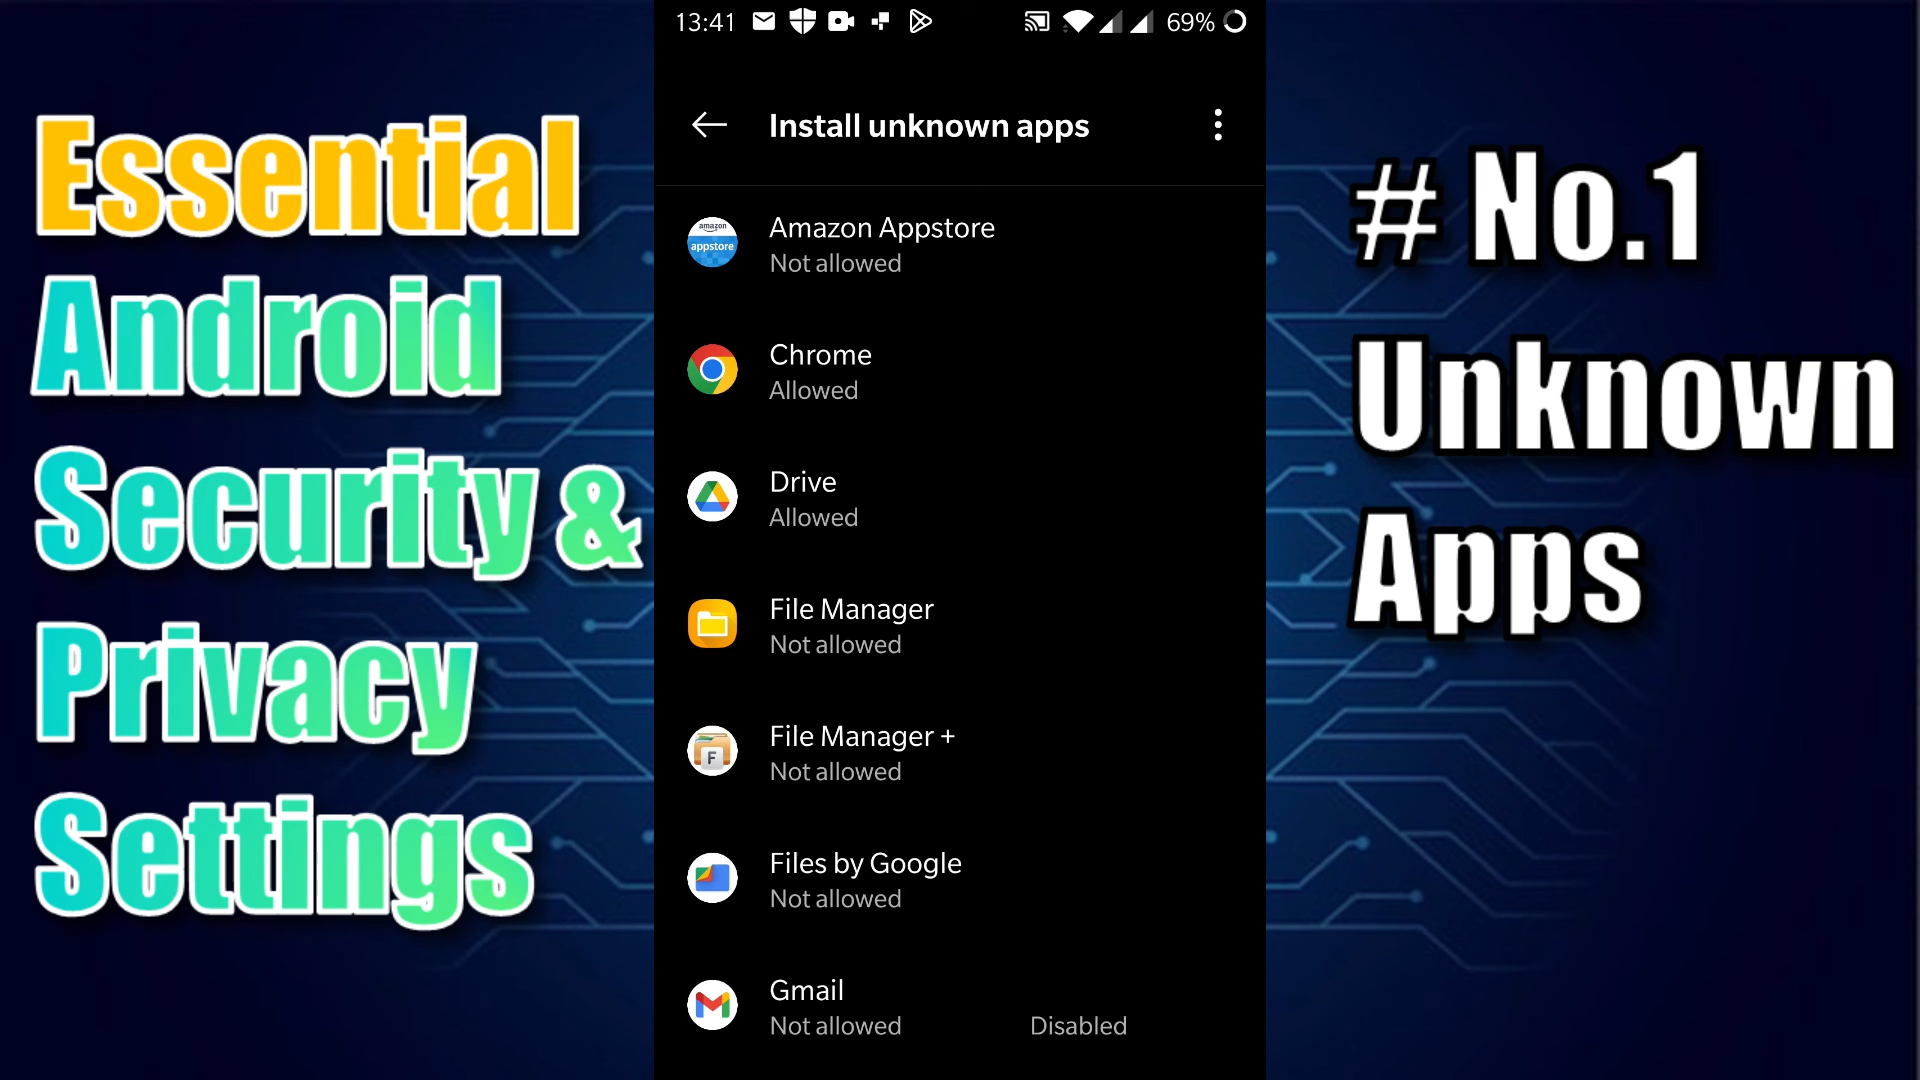 Essential
Android
Security &
Privacy
Settings
13:41
69%
Install unknown apps
amazon
appstore
Amazon Appstore
Not allowed
Chrome
Allowed
Drive
Allowed
File Manager
Not allowed
F
File Manager +
Not allowed
Files by Google
Not allowed
Gmail
Not allowed Disabled
# No.1
Unknown
Apps